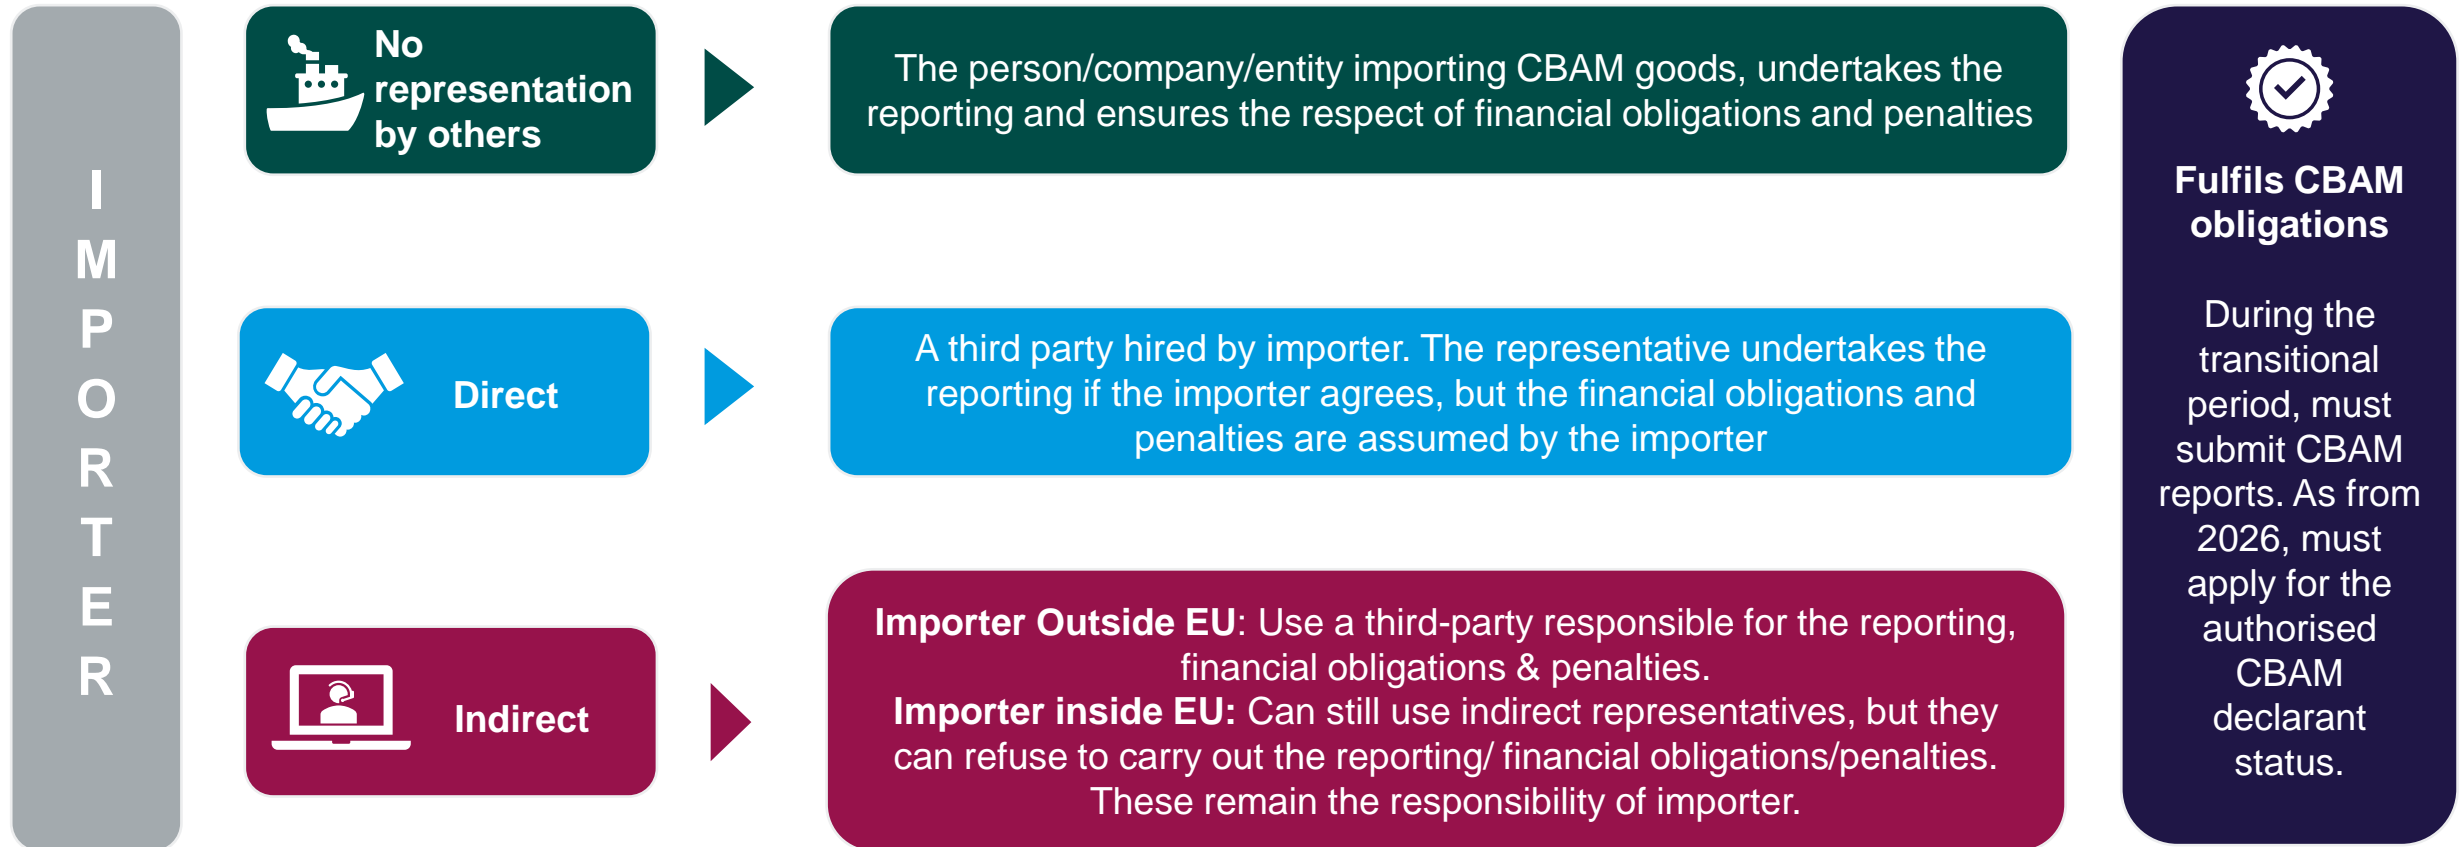 I
M
P
O
R
T
E
R
No
representation
by others
The person/company/entity importing CBAM goods, undertakes the
reporting and ensures the respect of financial obligations and penalties
Direct
A third party hired by importer. The representative undertakes the
reporting if the importer agrees, but the financial obligations and
penalties are assumed by the importer
Indirect
Importer Outside EU: Use a third-party responsible for the reporting,
financial obligations & penalties.
Importer inside EU: Can still use indirect representatives, but they
can refuse to carry out the reporting/ financial obligations/penalties.
These remain the responsibility of importer.
Fulfils CBAM
obligations
During the
transitional
period, must
submit CBAM
reports. As from
2026, must
apply for the
authorised
CBAM
declarant
status.